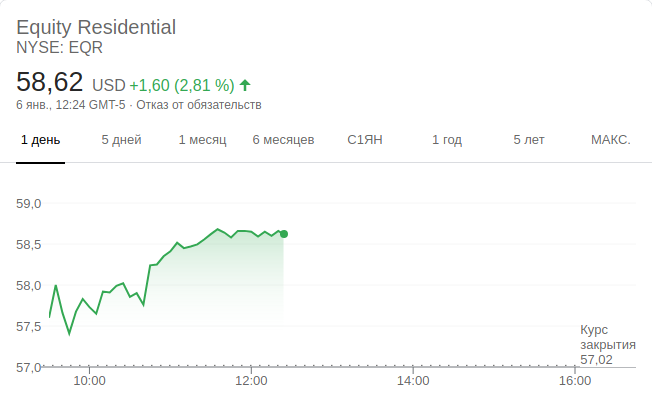 Equity Residential
NYSE: EQR
58,62 USD +1,60 (2,81 %)
6 янв., 12:24 GMT-5 · Отказ от обязательств
1 день 5 дней 1 месяц 6 месяцев С1ЯН 1 год 5 лет МАКС.
59,0
58,5
58,0
57,5
57,0
Курс
закрытия
57,02
10:00 12:00 14:00 16:00